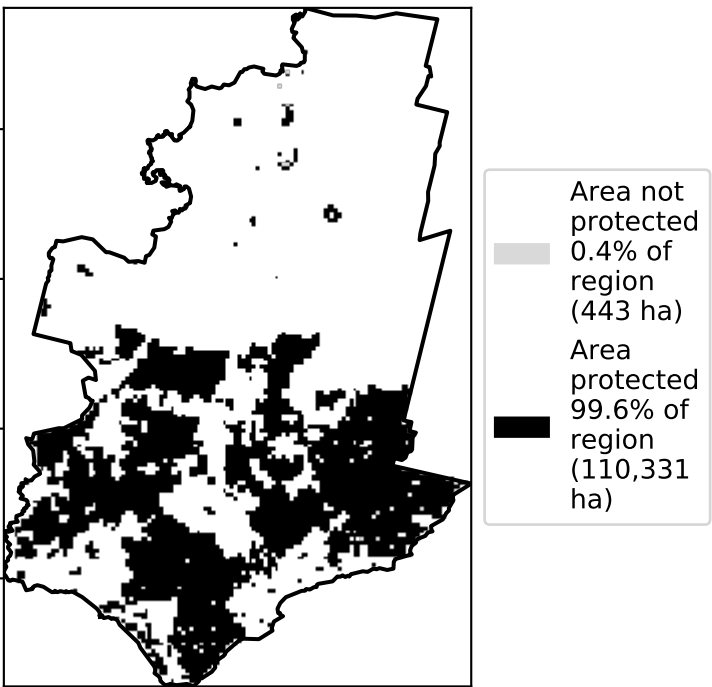 Area not
protected
0.4% of
region
(443 ha)
Area
protected
99.6% of
region
(110,331
ha)